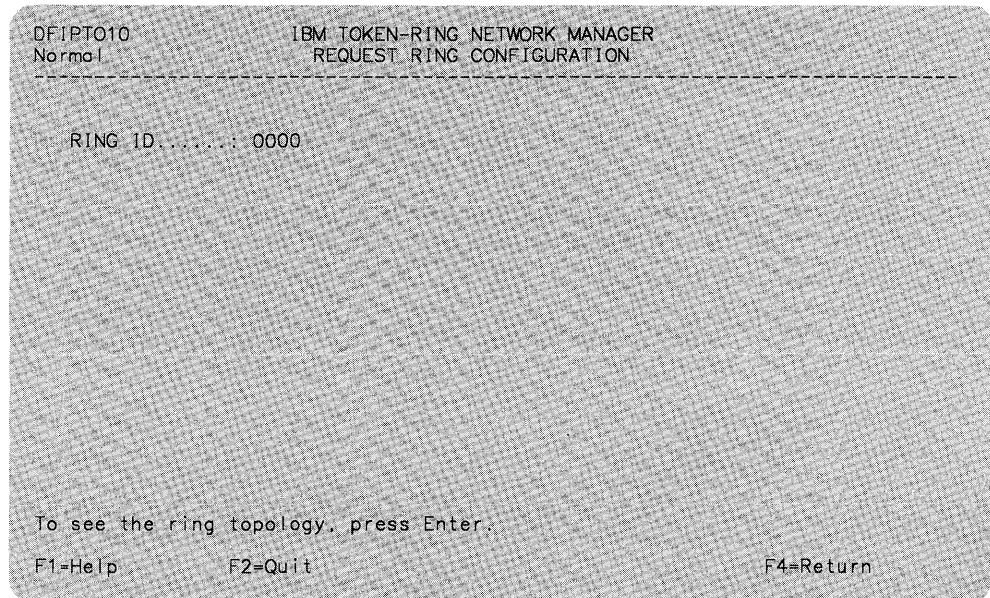 DFIPTO10 IBM TOKEN-RING NETWORK MANAGER
Normal REQUEST RING CONFIGURATION
RING ID......: 0000
To see the ring topology, press Enter.
F1=Help F2=Quit F4=Return